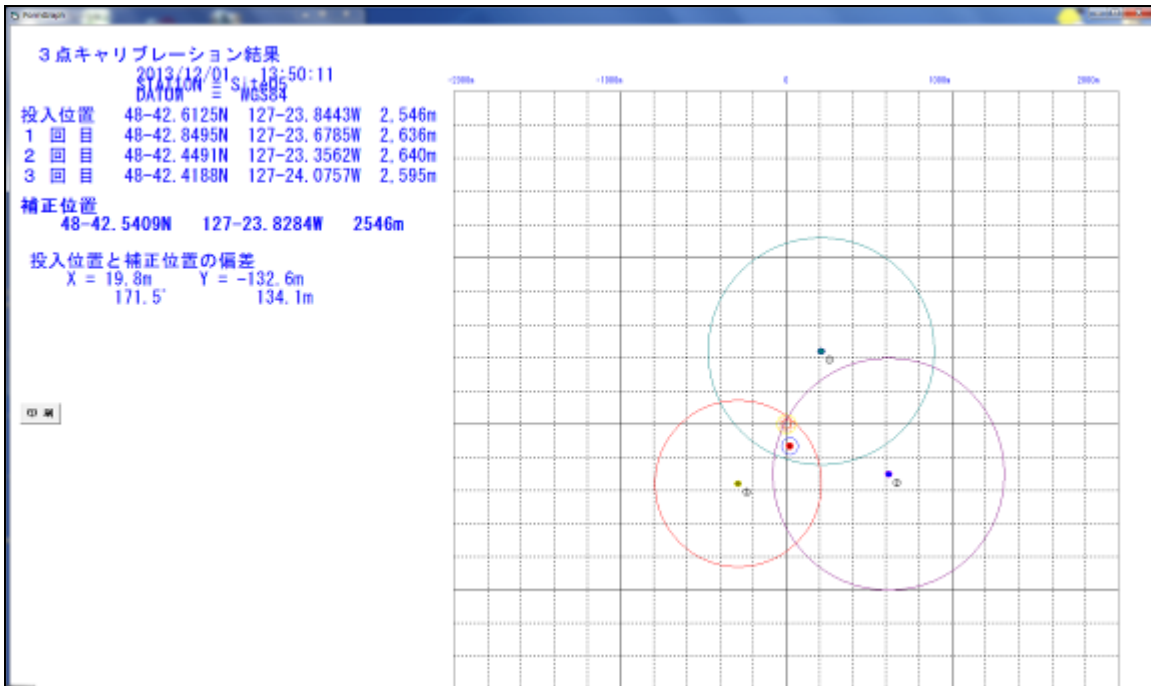 FormGraph
３点キャリブレーション結果
2013/12/01 13:50:11
STATION = Site05
DATUM = WGS84
投入位置 48-42.6125N 127-23.8443W 2,546m
１回目 48-42.8495N 127-23.6785W 2,636m
２回目 48-42.4491N 127-23.3562W 2,640m
３回目 48-42.4188N 127-24.0757W 2,595m
補正位置
48-42.5409N 127-23.8284W 2546m
投入位置と補正位置の偏差
X = 19.8m Y = -132.6m
171.5° 134.1m
印刷
-2000m -1000m 0 1000m 2000m